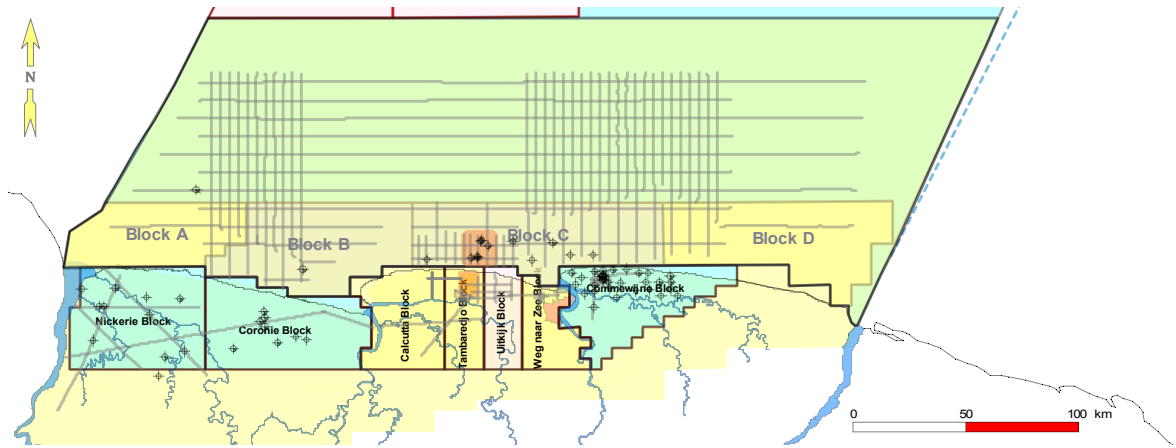 N
Block A
Block B
Block C
Block D
Nickerie Block
Coronie Block
Calcutta Block
Tambaredjo Block
Uitkijk Block
Weg naar Zee Block
Commewijne Block
0 50 100 km